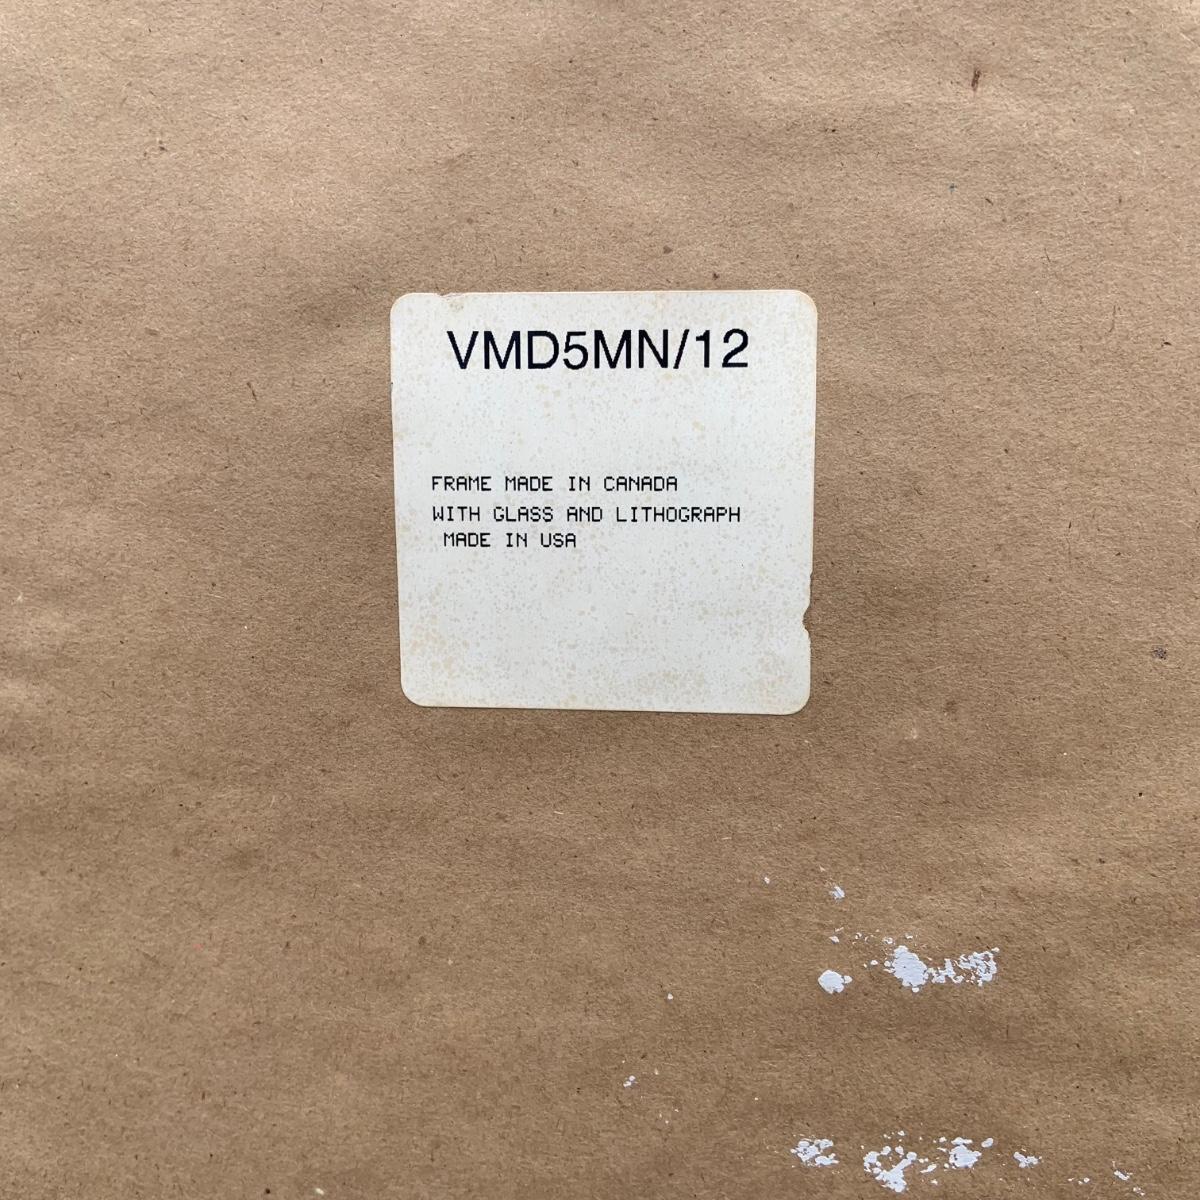 VMD5MN/12
FRAME MADE IN CANADA
WITH GLASS AND LITHOGRAPH
MADE IN USA